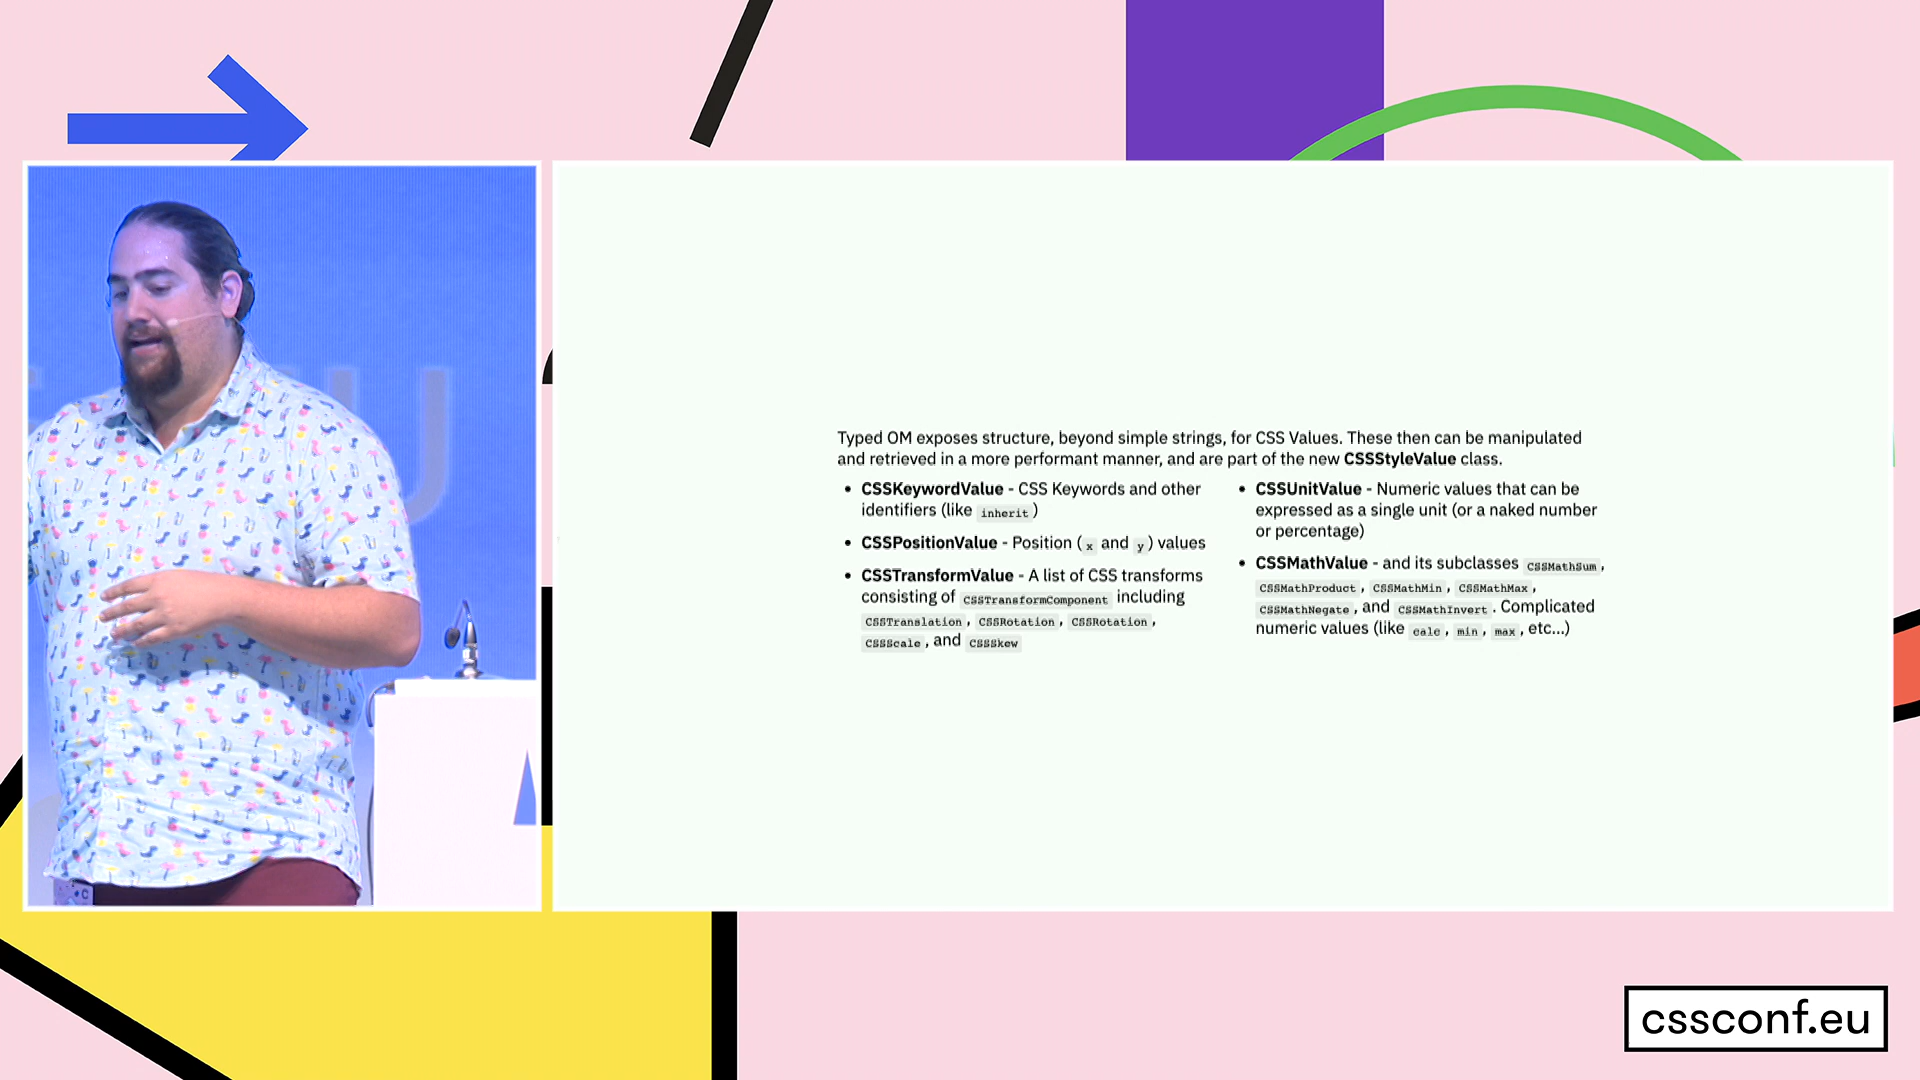 Typed OM exposes structure, beyond simple strings, for CSS Values. These then can be manipulated
and retrieved in a more performant manner, and are part of the new CSSStyleValue class.
• CSSKeywordValue - CSS Keywords and other
identifiers (like inherit)
• CSSPositionValue - Position (x and y) values
• CSSTransformValue - A list of CSS transforms
consisting of CSSTransformComponent including
CSSTranslation, CSSRotation, CSSRotation,
CSSScale, and CSSSkew
• CSSUnitValue - Numeric values that can be
expressed as a single unit (or a naked number
or percentage)
• CSSMathValue - and its subclasses CSSMathSum,
CSSMathProduct, CSSMathMin, CSSMathMax,
CSSMathNegate, and CSSMathInvert. Complicated
numeric values (like calc, min, max, etc...)
cssconf.eu